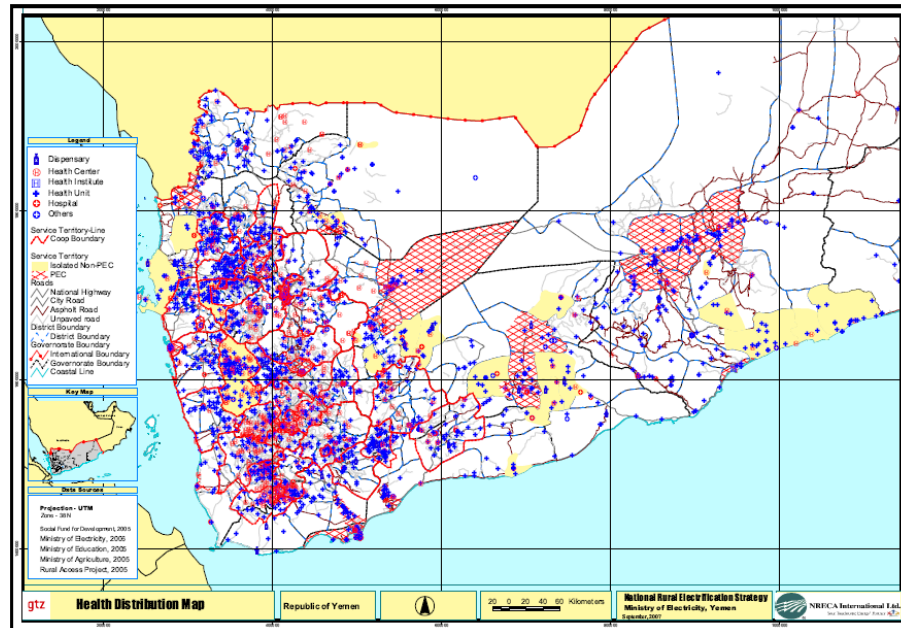 Legend
Dispensary
Health Center
Health Institute
Health Unit
Hospital
Others
Service Territory-Line
Coop Boundary
Service Territory
Isolated Non-PEC
PEC
Roads
National Highway
City Road
Asphalt Road
Unpaved road
District Boundary
District Boundary
Governorate Boundary
International Boundary
Governorate Boundary
Coastal Line
Key Map
Data Sources
Projection - UTM
Zone - 38N
Social Fund for Development, 2005
Ministry of Electricity, 2006
Ministry of Education, 2005
Ministry of Agriculture, 2005
Rural Access Project, 2005
gtz
Health Distribution Map
Republic of Yemen
20 0 20 40 60 Kilometers
National Rural Electrification Strategy
Ministry of Electricity, Yemen
September, 2007
NRECA International Ltd.